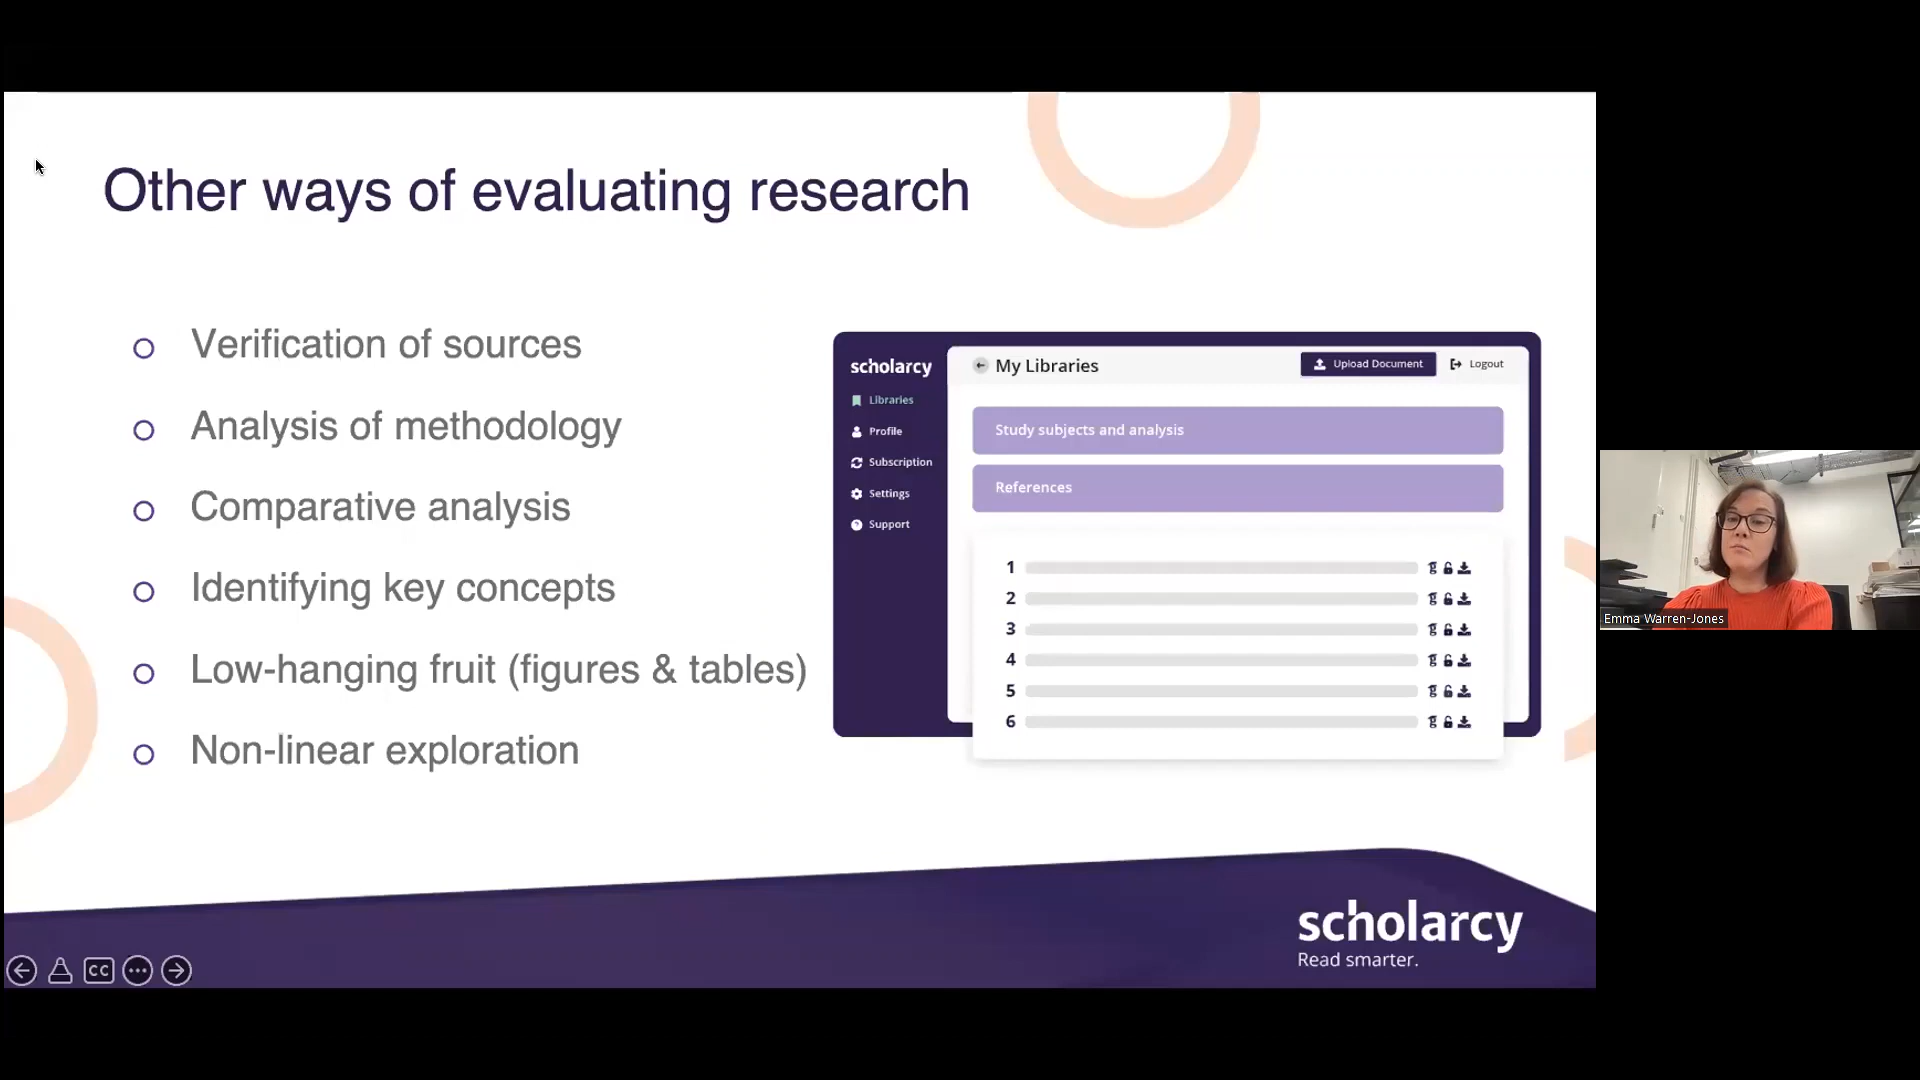 Other ways of evaluating research
Verification of sources
Analysis of methodology
Comparative analysis
Identifying key concepts
Low-hanging fruit (figures & tables)
Non-linear exploration
scholarcy
Libraries
Profile
Subscription
Settings
Support
My Libraries
Upload Document
Logout
Study subjects and analysis
References
1
2
3
4
5
6
Emma Warren-Jones
scholarcy
Read smarter.
CC